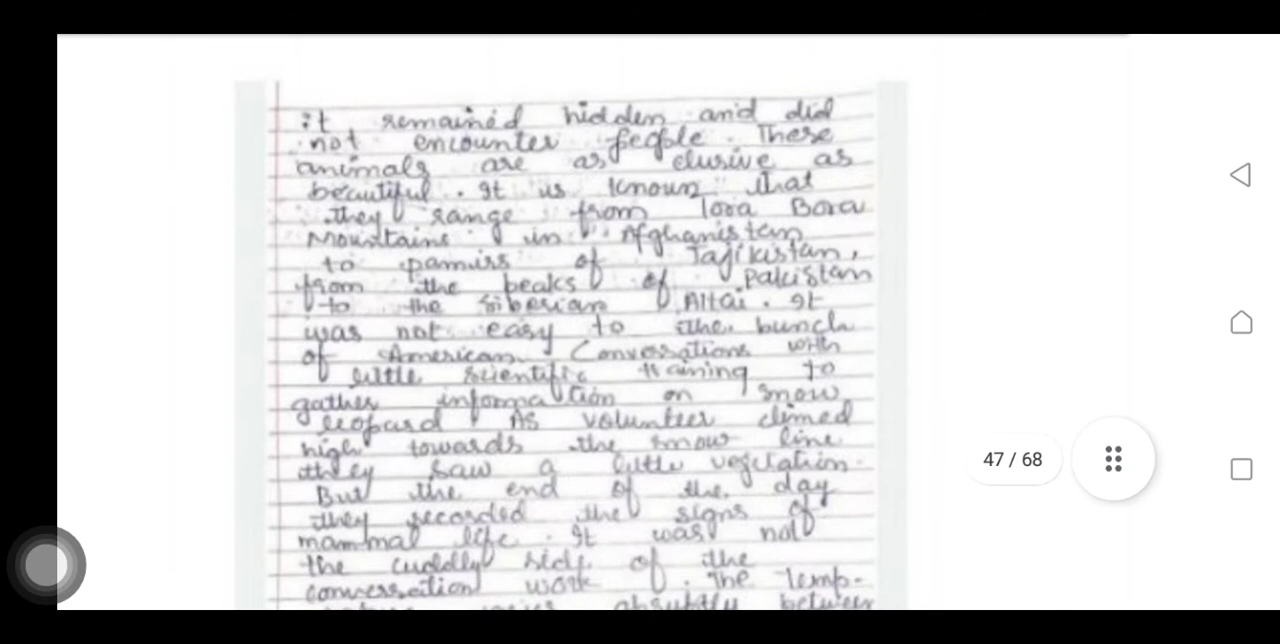 it remained hidden and did
not encounter people. These
animals are as elusive as
beautiful. It is known that
they range from Tora Bora
Mountains in Afghanistan
to pamirs of Tajikistan,
from the peaks of Pakistan
to the Siberian Altai. It
was not easy to the bunch
of American Conversations with
little scientific training to
gather information on snow
leopard As volunteer climed
high towards the snow line
they saw a little vegetation.
But the end of the day
they recorded the signs of
mammal life. It was not
the cuddly side of the
conversation work. The Temp-
between
47 / 68